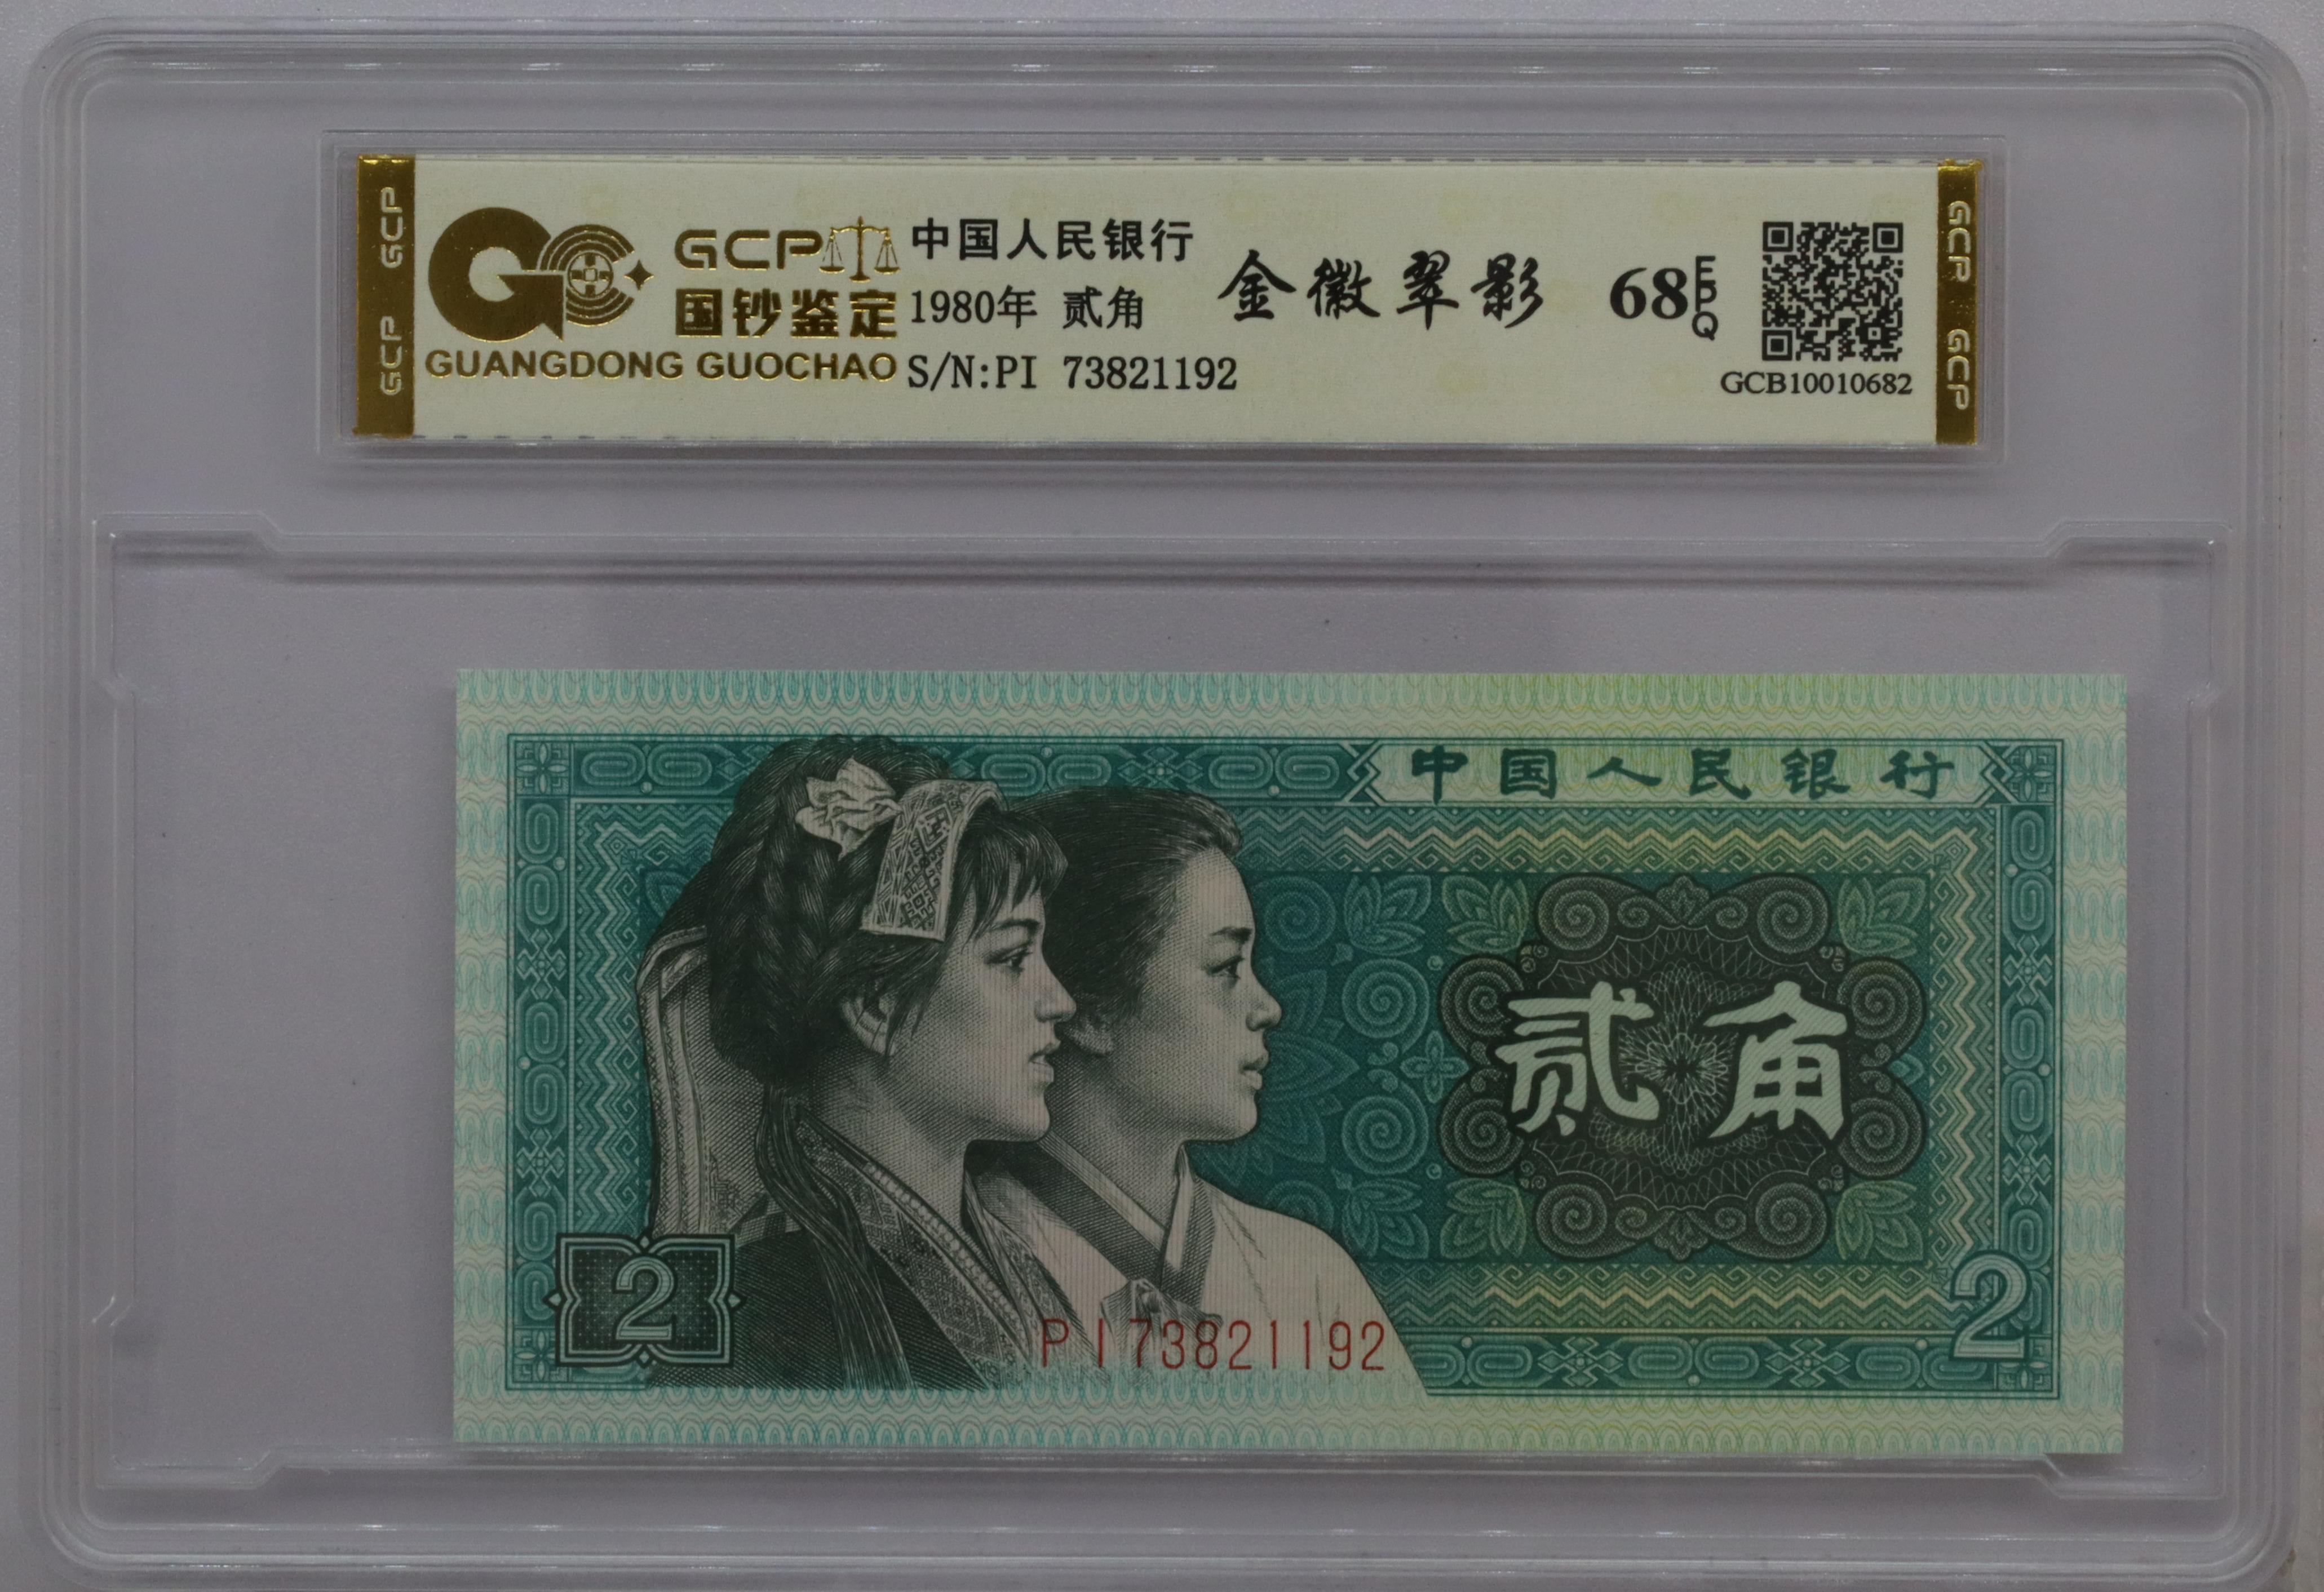 GCP GCP
GCP
国钞鉴定
GUANGDONG GUOCHAO
中国人民银行
1980年 贰角
S/N:PI 73821192
金徽翠影
68 EPQ
GCB10010682
GCP GCP
中国人民银行
贰角
2
PI73821192
2